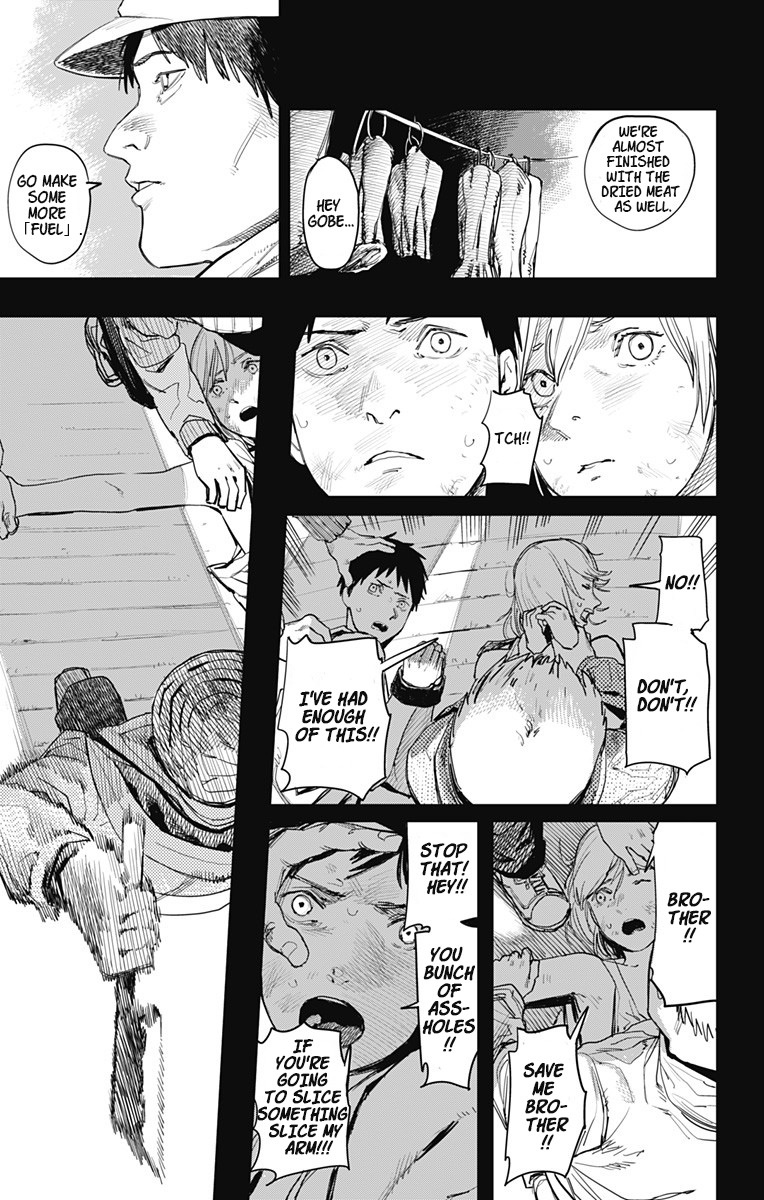 WE'RE
ALMOST
FINISHED
WITH THE
DRIED MEAT
AS WELL.
HEY
GOBE...
GO MAKE
SOME
MORE
「FUEL」.
TCH!!
NO!!
DON'T,
DON'T!!
I'VE HAD
ENOUGH
OF THIS!!
BRO-
THER
!!
SAVE
ME
BRO-
THER
!!
STOP
THAT!
HEY!!
YOU
BUNCH
OF
ASS-
HOLES
!!
IF
YOU'RE
GOING
TO SLICE
SOMETHING
SLICE MY
ARM!!!